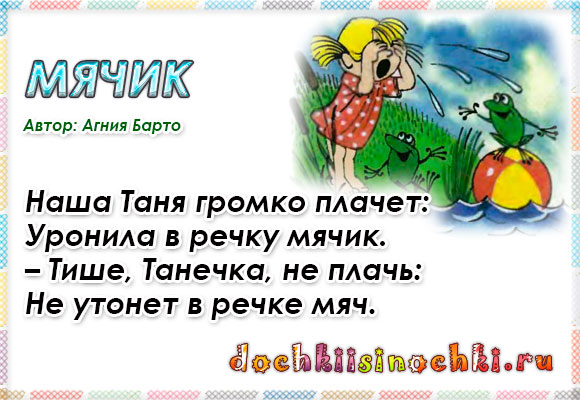 МЯЧИК
Автор: Агния Барто
Наша Таня громко плачет:
Уронила в речку мячик.
– Тише, Танечка, не плачь:
Не утонет в речке мяч.
dochkiisinochki.ru